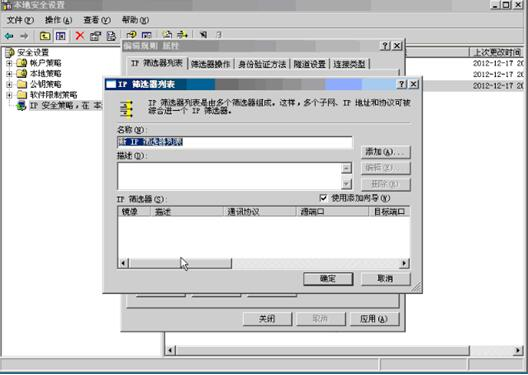 本地安全设置
文件(F) 操作(A) 查看(V) 帮助(H)
安全设置
帐户策略
本地策略
公钥策略
软件限制策略
IP 安全策略，在 本
上次更改时间
2012-12-17 20
2012-12-17 20
2012-12-17 20
编辑规则 属性
IP 筛选器列表 筛选器操作 身份验证方法 隧道设置 连接类型
IP 筛选器列表
IP 筛选器列表是由多个筛选器组成。这样，多个子网、IP 地址和协议可被
综合进一个 IP 筛选器。
名称(N):
IP 筛选器列表
描述(D):
添加(A)...
编辑(E)...
删除(R)
IP 筛选器(S):
使用添加向导(W)
镜像 描述 通讯协议 源端口 目标端口
确定 取消
关闭 取消 应用(A)